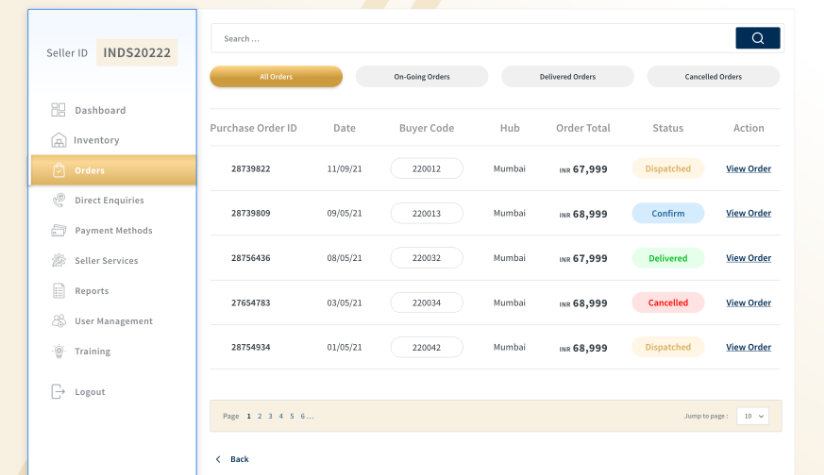 Seller ID INDS20222
Dashboard
Inventory
Orders
Direct Enquiries
Payment Methods
Seller Services
Reports
User Management
Training
Logout
Search ...
All Orders On-Going Orders Delivered Orders Cancelled Orders
Purchase Order ID Date Buyer Code Hub Order Total Status Action
28739822 11/09/21 220012 Mumbai INR 67,999 Dispatched View Order
28739809 09/05/21 220013 Mumbai INR 68,999 Confirm View Order
28756436 08/05/21 220032 Mumbai INR 67,999 Delivered View Order
27654783 03/05/21 220034 Mumbai INR 68,999 Cancelled View Order
28754934 01/05/21 220042 Mumbai INR 68,999 Dispatched View Order
Page 1 2 3 4 5 6 ... Jump to page : 10
Back